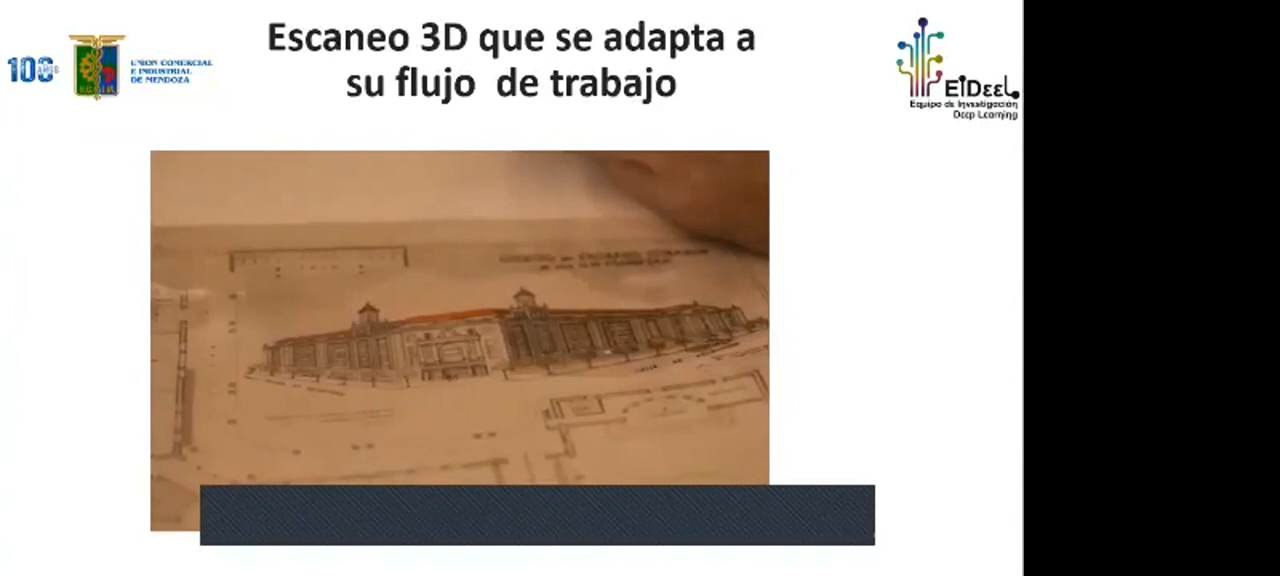 Escaneo 3D que se adapta a
su flujo de trabajo
100 AÑOS
UNION COMERCIAL
E INDUSTRIAL
DE MENDOZA
EIDeeL
Equipo de Investigación
Deep Learning